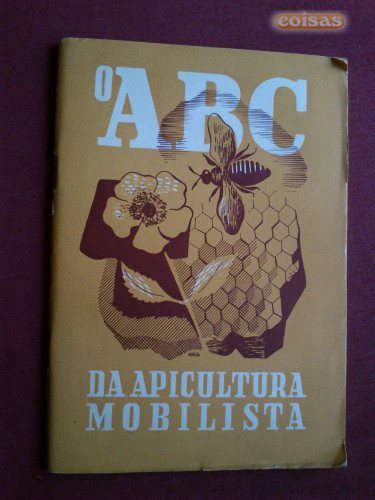 coisas
O ABC
DA APICULTURA
MOBILISTA